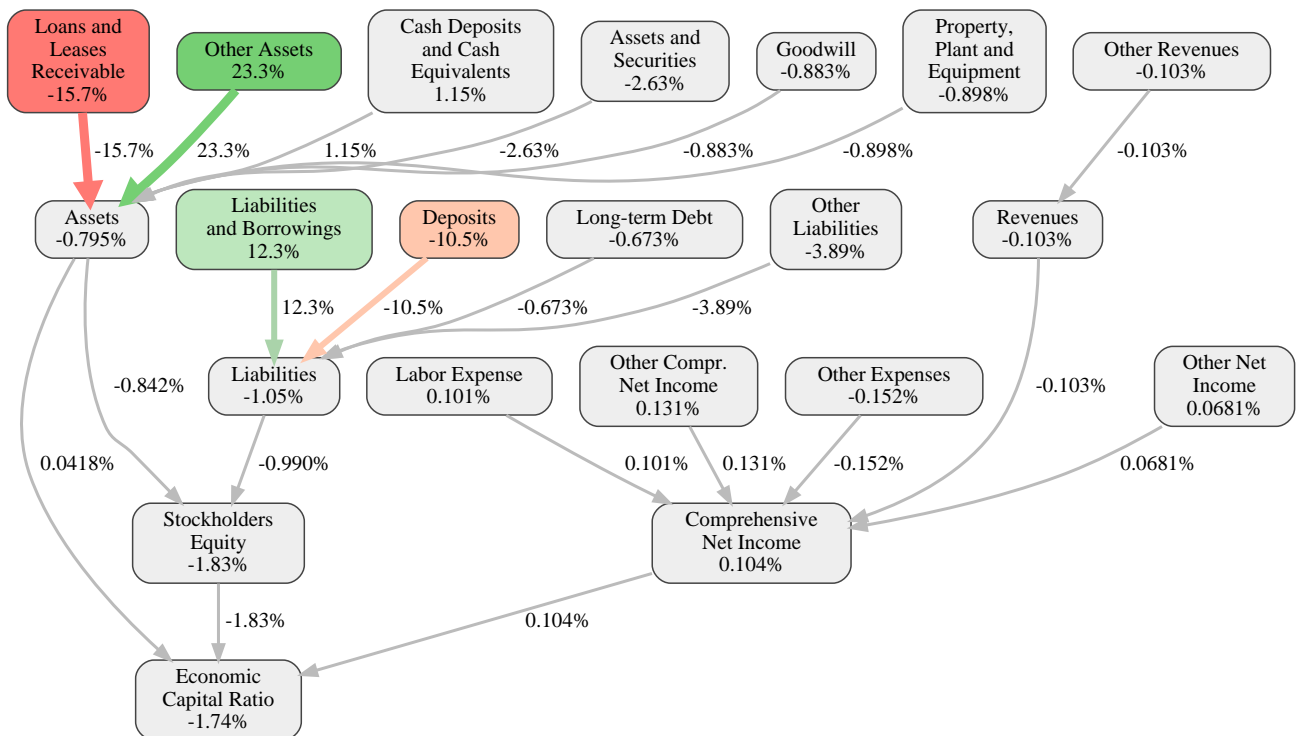 Loans and
Leases
Receivable
-15.7%
Other Assets
23.3%
Cash Deposits
and Cash
Equivalents
1.15%
Assets and
Securities
-2.63%
Goodwill
-0.883%
Property,
Plant and
Equipment
-0.898%
Other Revenues
-0.103%
-15.7%
23.3%
1.15%
-2.63%
-0.883%
-0.898%
-0.103%
Assets
-0.795%
Liabilities
and Borrowings
12.3%
Deposits
-10.5%
Long-term Debt
-0.673%
Other
Liabilities
-3.89%
Revenues
-0.103%
12.3%
-10.5%
-0.673%
-3.89%
-0.842%
Liabilities
-1.05%
Labor Expense
0.101%
Other Compr.
Net Income
0.131%
Other Expenses
-0.152%
-0.103%
Other Net
Income
0.0681%
0.0418%
-0.990%
0.101%
0.131%
-0.152%
0.0681%
Stockholders
Equity
-1.83%
Comprehensive
Net Income
0.104%
-1.83%
0.104%
Economic
Capital Ratio
-1.74%